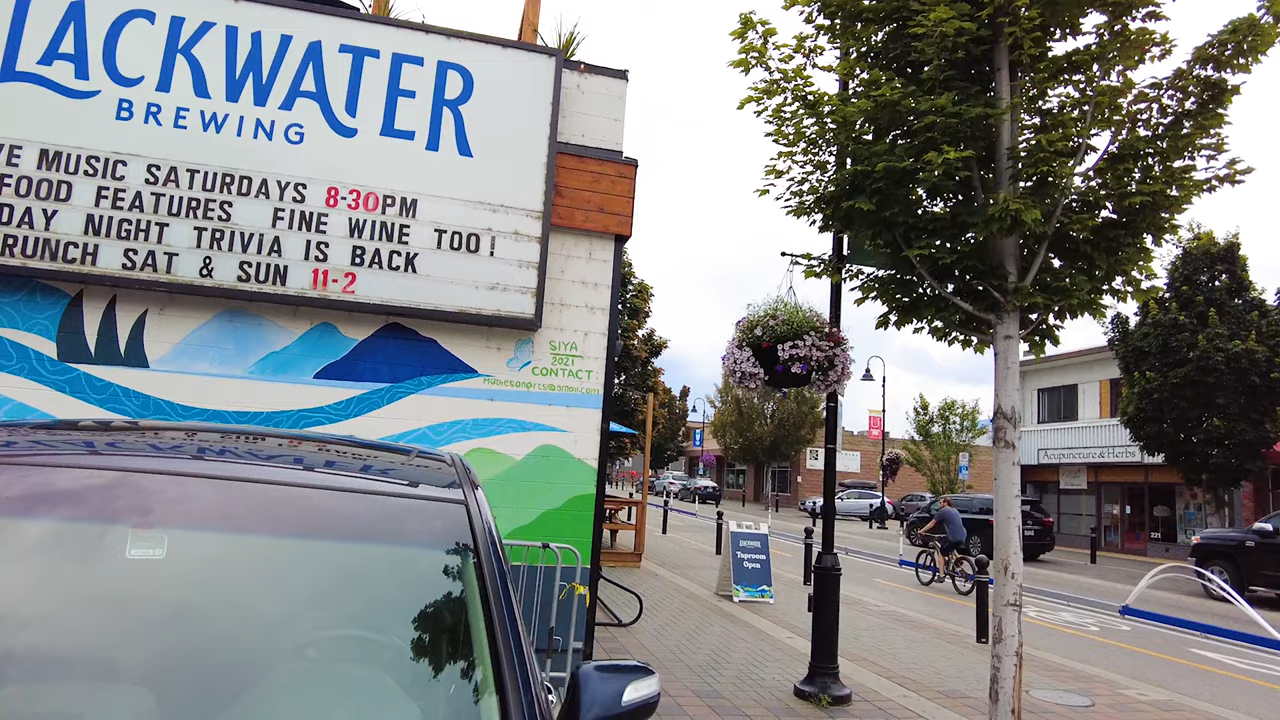 LACKWATER
BREWING
VE MUSIC SATURDAYS 8-30PM
FOOD FEATURES FINE WINE TOO!
DAY NIGHT TRIVIA IS BACK
RUNCH SAT & SUN 11-2
SIYA
2021
CONTACT:
Acupuncture & Herbs
221
Taproom
Open